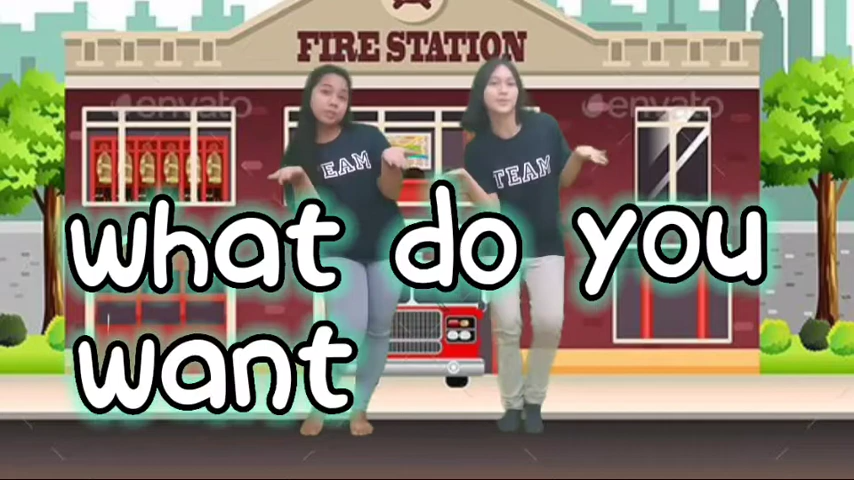 FIRE STATION
envato
envato
TEAM
TEAM
what do you
want